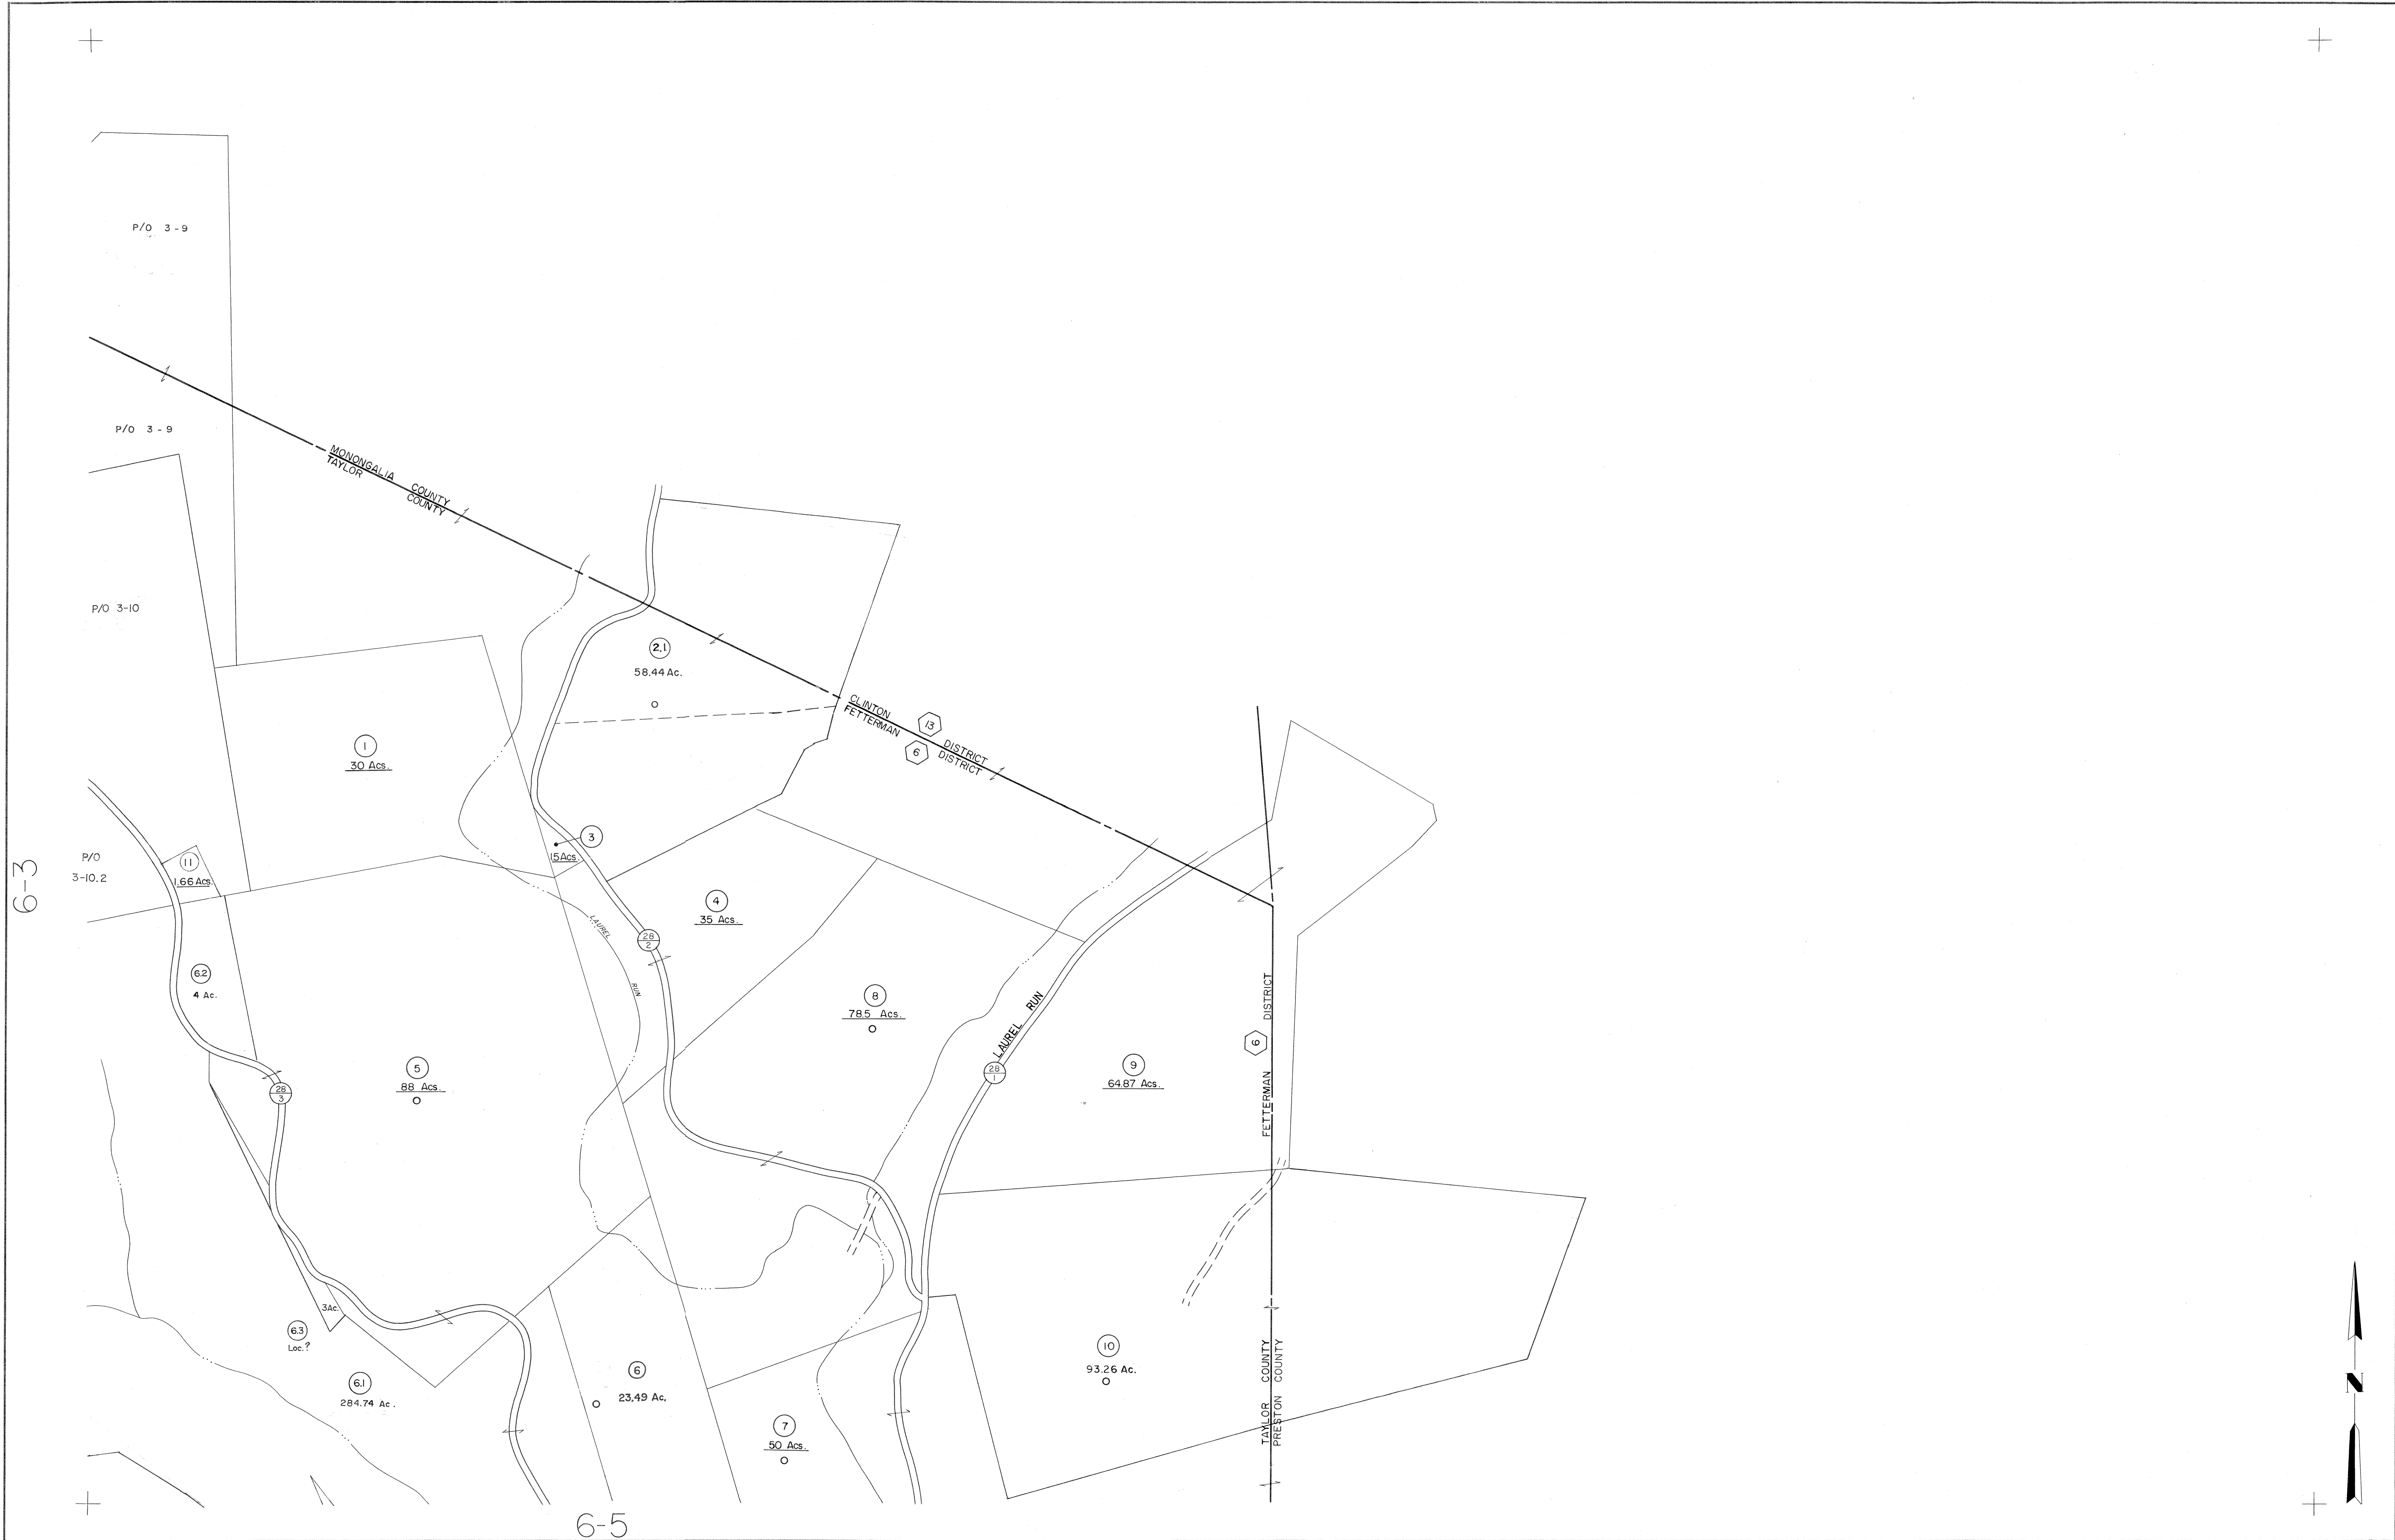 P/O 3-9
P/O 3-9
MONONGALIA COUNTY
TAYLOR COUNTY
P/O 3-10
2.1
58.44 Ac.
CLINTON 13 DISTRICT
FETTERMAN 6 DISTRICT
1
30 Acs.
3
15 Acs.
P/O
3-10.2
11
1.66 Acs.
6-3
4
35 Acs.
LAUREL RUN
28
2
6.2
4 Ac.
8
78.5 Acs.
LAUREL RUN
28
1
9
64.87 Acs.
FETTERMAN 6 DISTRICT
5
88 Acs.
28
3
3Ac.
6.3
Loc.?
6.1
284.74 Ac.
6
23.49 Ac.
7
50 Acs.
10
93.26 Ac.
TAYLOR COUNTY
PRESTON COUNTY
N
6-5